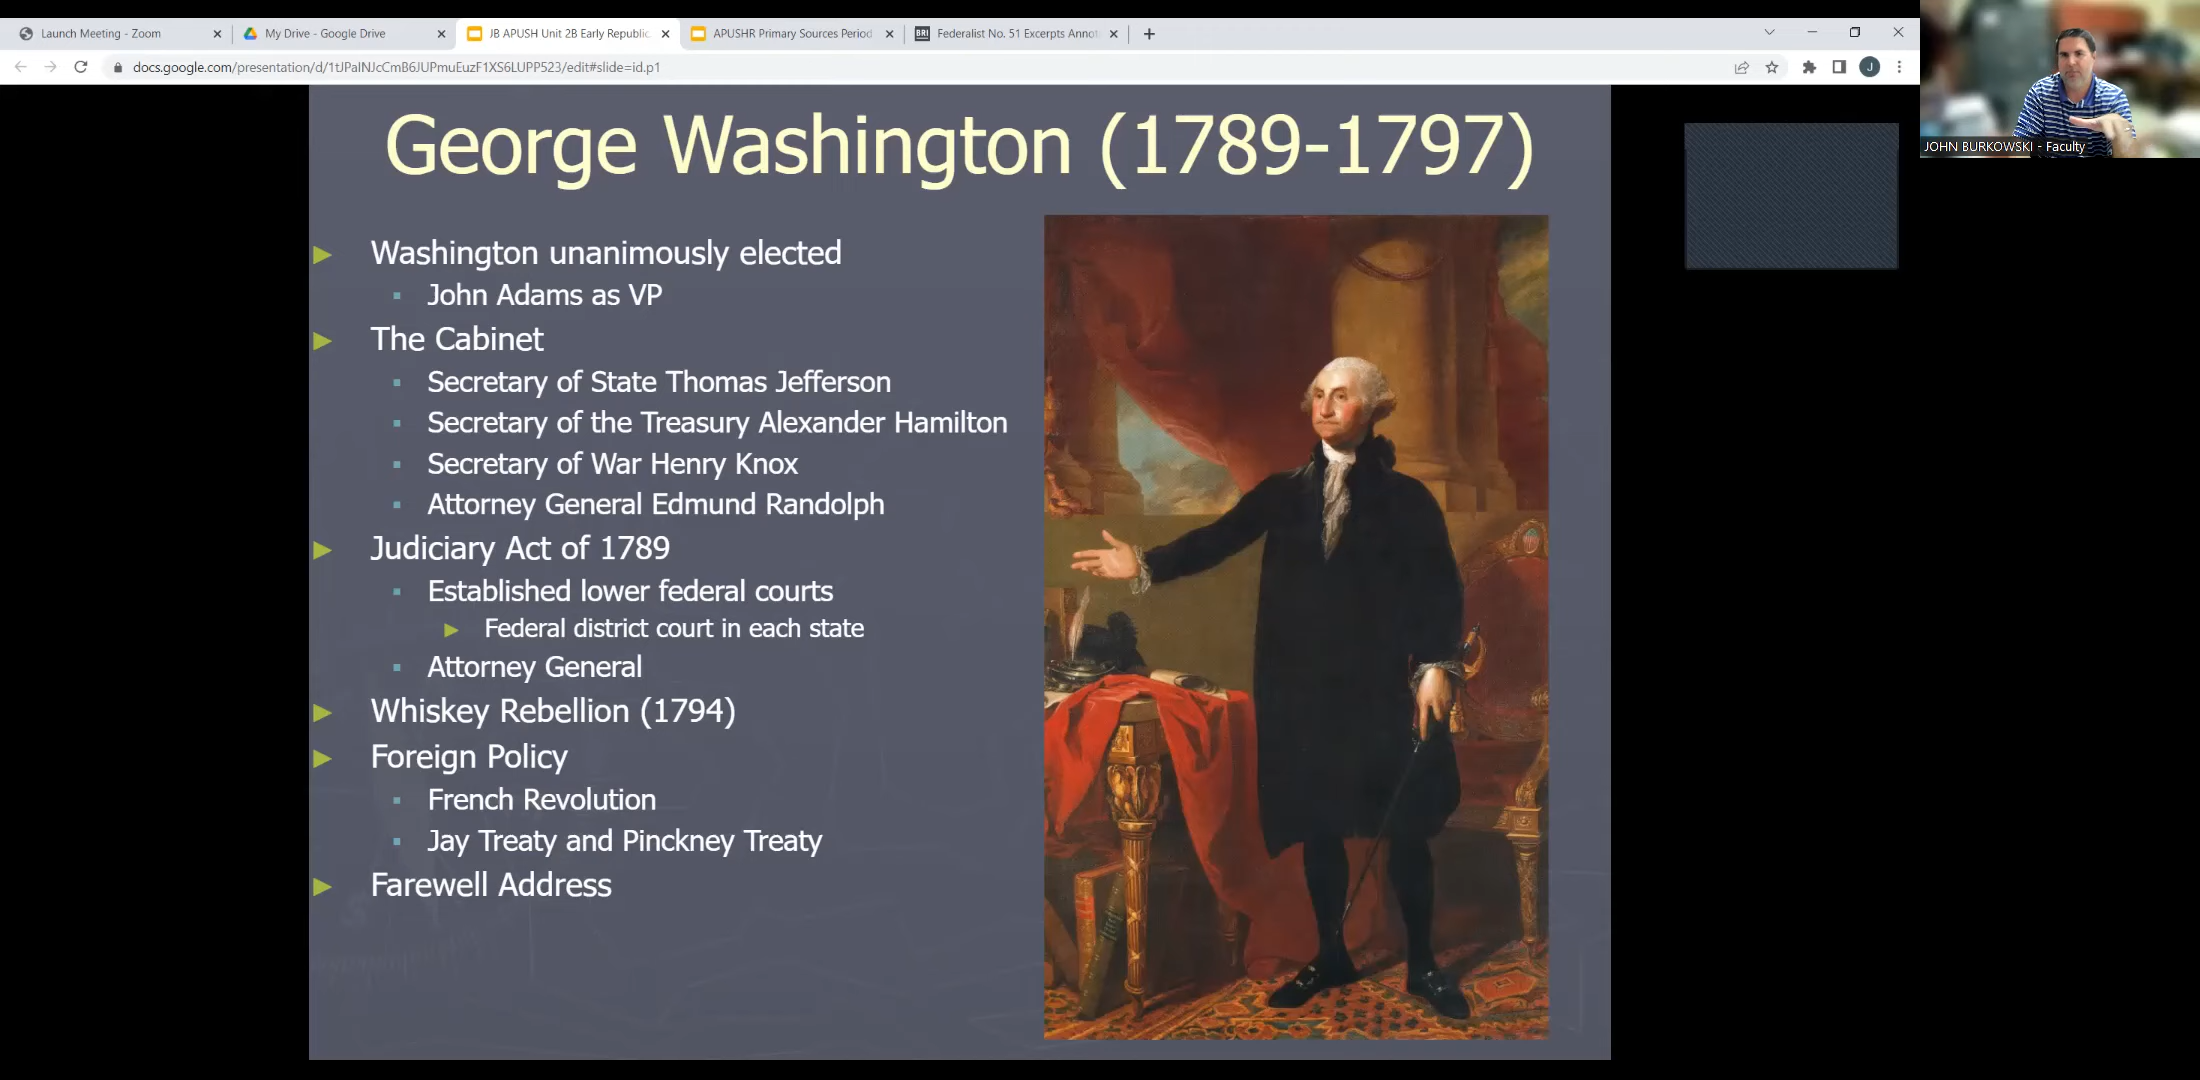 Launch Meeting - Zoom
My Drive - Google Drive
JB APUSH Unit 2B Early Republic
APUSHR Primary Sources Period
Federalist No. 51 Excerpts Annot
BRI
docs.google.com/presentation/d/1tJPalNJcCmB6JUPmuEuzF1XS6LUPP523/edit#slide=id.p1
J
JOHN BURKOWSKI - Faculty
George Washington (1789-1797)
Washington unanimously elected
John Adams as VP
The Cabinet
Secretary of State Thomas Jefferson
Secretary of the Treasury Alexander Hamilton
Secretary of War Henry Knox
Attorney General Edmund Randolph
Judiciary Act of 1789
Established lower federal courts
Federal district court in each state
Attorney General
Whiskey Rebellion (1794)
Foreign Policy
French Revolution
Jay Treaty and Pinckney Treaty
Farewell Address